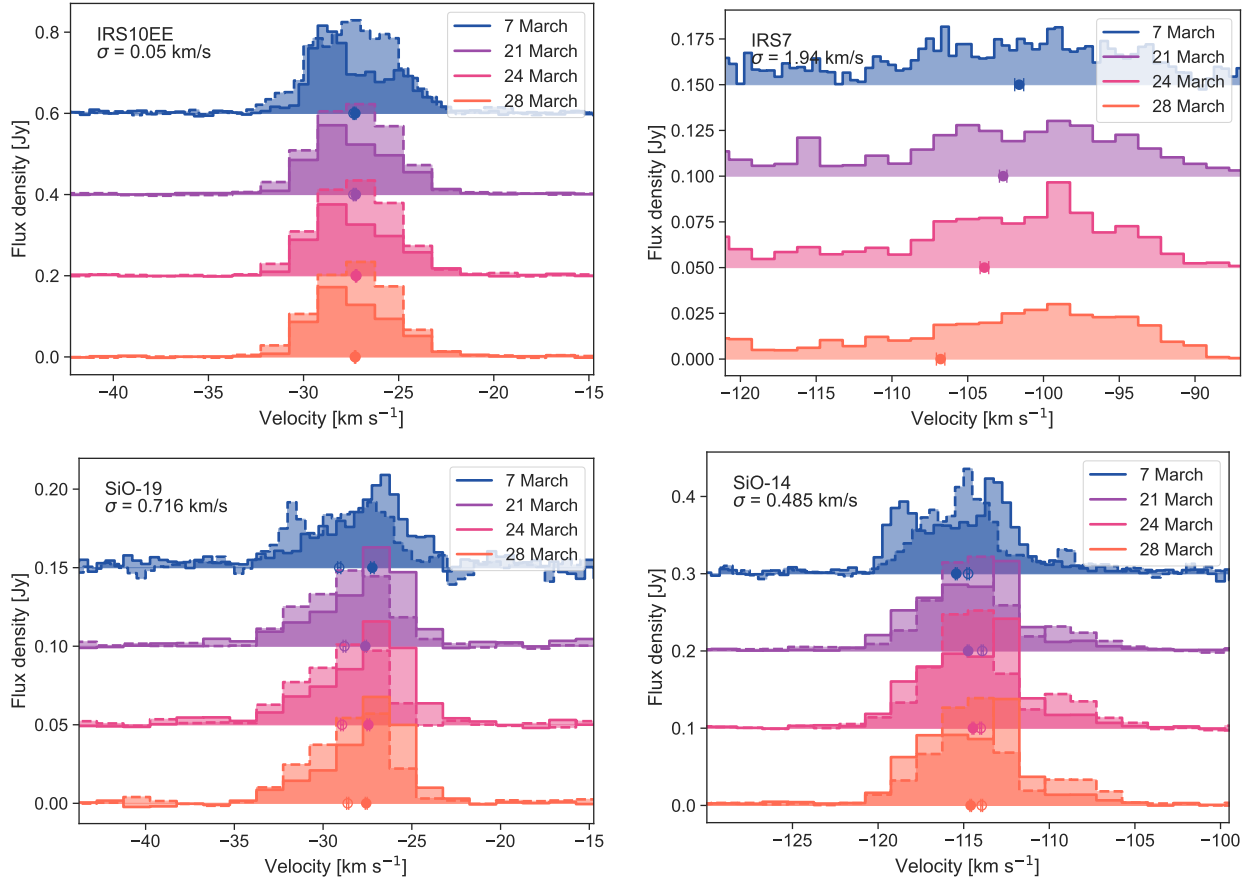 IRS10EE
σ = 0.05 km/s
7 March
21 March
24 March
28 March
Flux density [Jy]
0.8
0.6
0.4
0.2
0.0
−40 −35 −30 −25 −20 −15
Velocity [km s⁻¹]
IRS7
σ = 1.94 km/s
7 March
21 March
24 March
28 March
Flux density [Jy]
0.175
0.150
0.125
0.100
0.075
0.050
0.025
0.000
−120 −115 −110 −105 −100 −95 −90
Velocity [km s⁻¹]
SiO-19
σ = 0.716 km/s
7 March
21 March
24 March
28 March
Flux density [Jy]
0.20
0.15
0.10
0.05
0.00
−40 −35 −30 −25 −20 −15
Velocity [km s⁻¹]
SiO-14
σ = 0.485 km/s
7 March
21 March
24 March
28 March
Flux density [Jy]
0.4
0.3
0.2
0.1
0.0
−125 −120 −115 −110 −105 −100
Velocity [km s⁻¹]